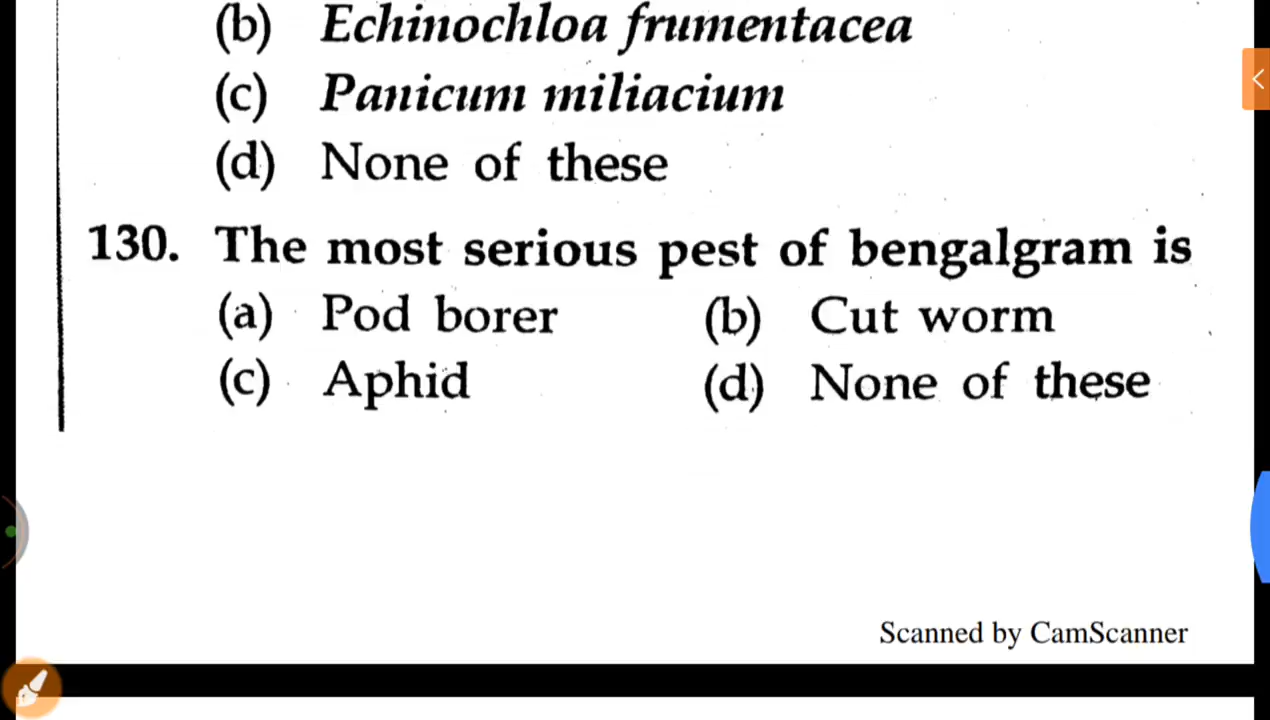 (b) Echinochloa frumentacea
(c) Panicum miliacium
(d) None of these
130. The most serious pest of bengalgram is
(a) Pod borer (b) Cut worm
(c) Aphid (d) None of these
Scanned by CamScanner